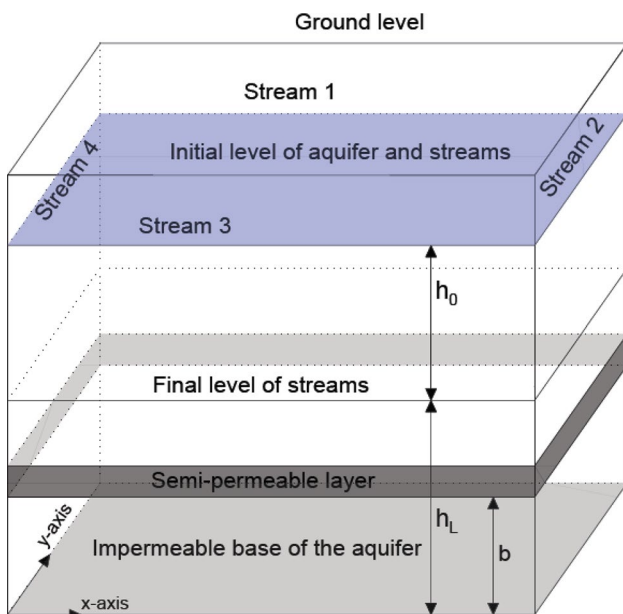 Ground level
Stream 1
Stream 2
Initial level of aquifer and streams
Stream 4
Stream 3
h0
Final level of streams
Semi-permeable layer
hL
b
y-axis
Impermeable base of the aquifer
x-axis